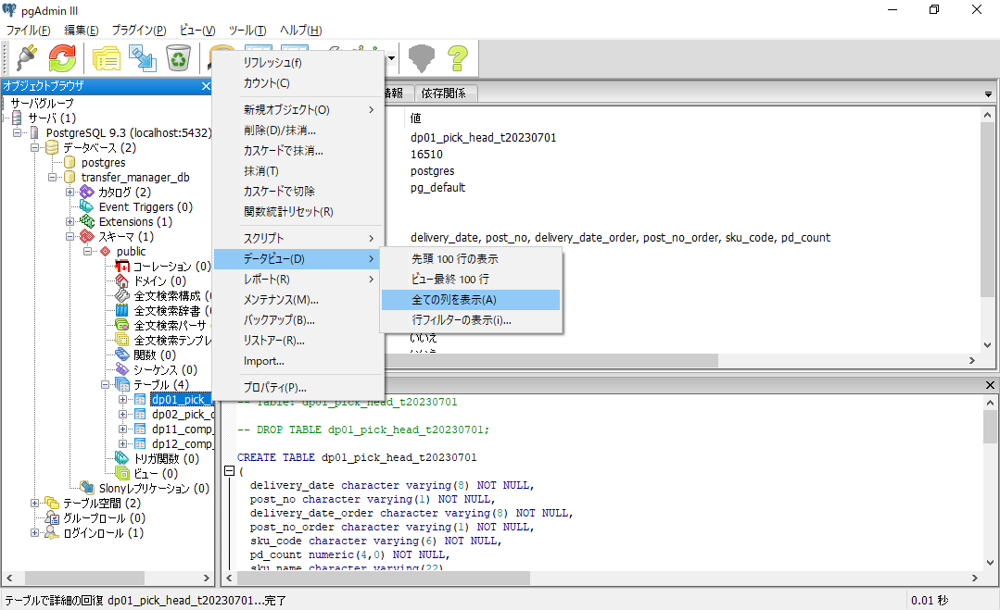 pgAdmin III
ファイル(F) 編集(E) プラグイン(P) ビュー(V) ツール(T) ヘルプ(H)
オブジェクトブラウザ
サーバグループ
サーバ (1)
PostgreSQL 9.3 (localhost:5432)
データベース (2)
postgres
transfer_manager_db
カタログ (2)
Event Triggers (0)
Extensions (1)
スキーマ (1)
public
コーレーション (0)
ドメイン (0)
全文検索構成 (
全文検索辞書 (
全文検索パーサ
全文検索テンプレ
関数 (0)
シーケンス (0)
テーブル (4)
dp01_pick_
dp02_pick_
dp11_comp_
dp12_comp_
トリガ関数 (0)
ビュー (0)
Slonyレプリケーション (0)
テーブル空間 (2)
グループロール (0)
ログインロール (1)
リフレッシュ(f)
カウント(C)
新規オブジェクト(O)
削除(D)/抹消...
カスケードで抹消...
抹消(T)
カスケードで切除
関数統計リセット(R)
スクリプト
データビュー(D)
レポート(R)
メンテナンス(M)...
バックアップ(B)...
リストアー(R)...
Import...
プロパティ(P)...
先頭 100 行の表示
ビュー最終 100 行
全ての列を表示(A)
行フィルターの表示(i)...
情報 依存関係
値
dp01_pick_head_t20230701
16510
postgres
pg_default
delivery_date, post_no, delivery_date_order, post_no_order, sku_code, pd_count
いいえ
-- Table: dp01_pick_head_t20230701
-- DROP TABLE dp01_pick_head_t20230701;
CREATE TABLE dp01_pick_head_t20230701
(
delivery_date character varying(8) NOT NULL,
post_no character varying(1) NOT NULL,
delivery_date_order character varying(8) NOT NULL,
post_no_order character varying(1) NOT NULL,
sku_code character varying(6) NOT NULL,
pd_count numeric(4,0) NOT NULL,
sku_name character varying(22)
テーブルで詳細の回復 dp01_pick_head_t20230701...完了 0.01 秒